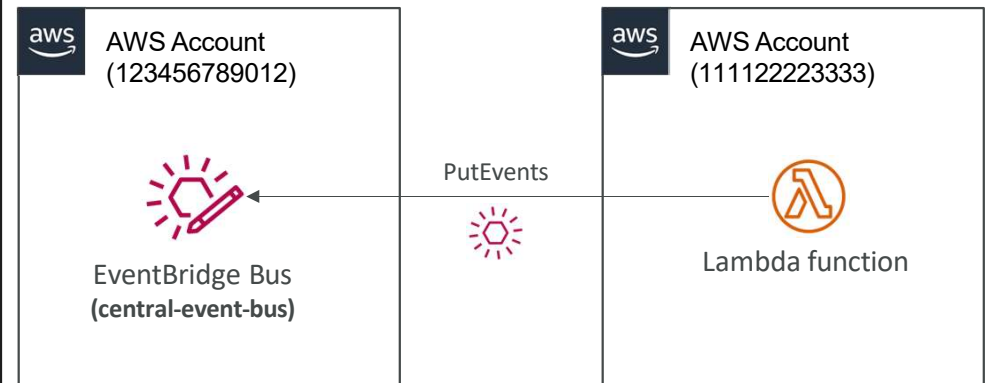 aws
AWS Account
(123456789012)
EventBridge Bus
(central-event-bus)
PutEvents
aws
AWS Account
(111122223333)
Lambda function